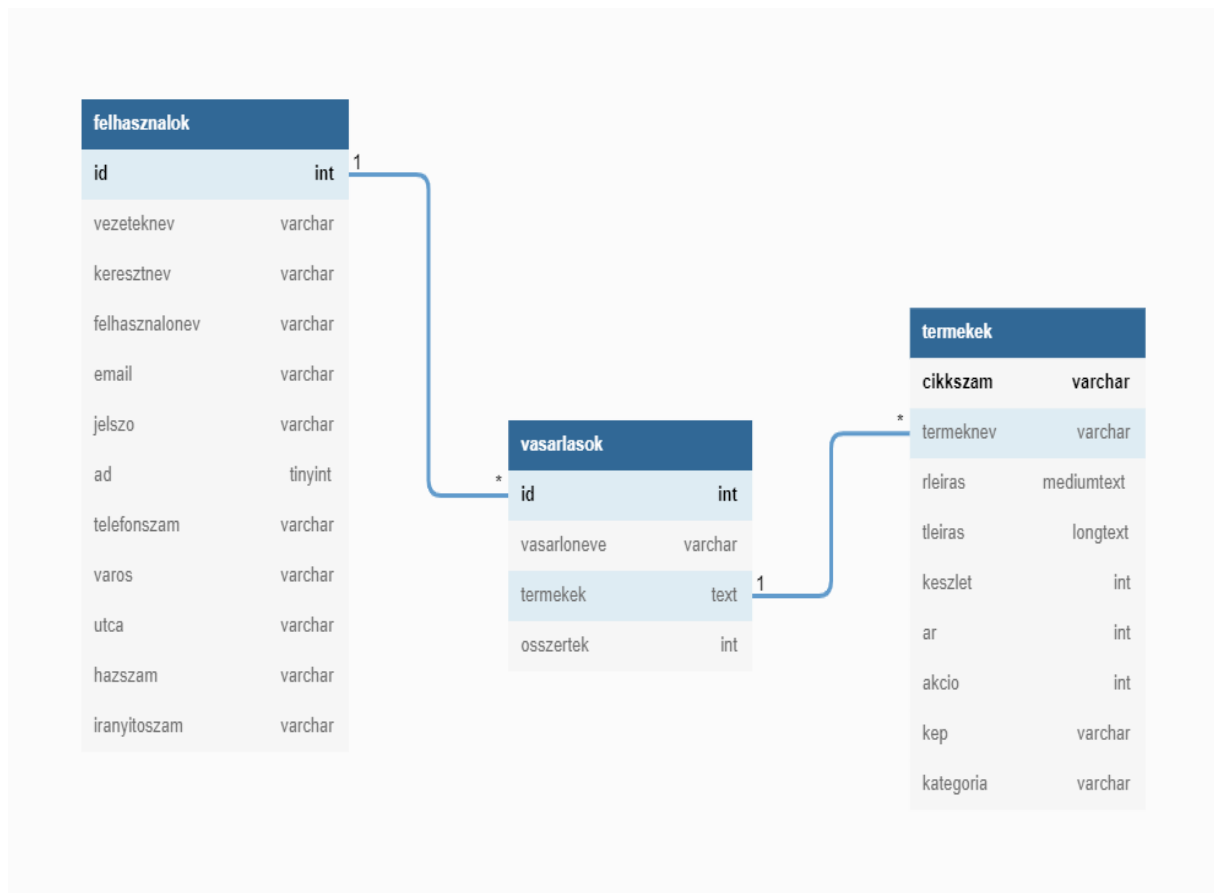 felhasznalok
id int 1
vezeteknev varchar
keresztnev varchar
felhasznalonev varchar
email varchar
jelszo varchar
ad tinyint
telefonszam varchar
varos varchar
utca varchar
hazszam varchar
iranyitoszam varchar
vasarlasok
* id int
vasarloneve varchar
termekek text 1
osszertek int
termekek
cikkszam varchar
* termeknev varchar
rleiras mediumtext
tleiras longtext
keszlet int
ar int
akcio int
kep varchar
kategoria varchar